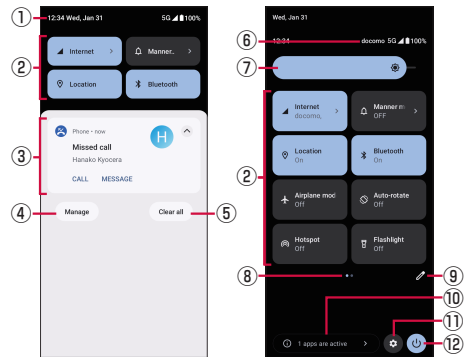 ① 12:34 Wed, Jan 31 5G 100%
② Internet Manner..
Location Bluetooth
③ Phone • now
H
Missed call
Hanako Kyocera
CALL MESSAGE
④ Manage Clear all ⑤
Wed, Jan 31
⑥ 12:34 docomo 5G 100%
⑦
② Internet Manner m
docomo, OFF
Location Bluetooth
On On
Airplane mod Auto-rotate
Off Off
Hotspot Flashlight
Off Off
⑧ ⑨
⑩
1 apps are active ⑪
⑫